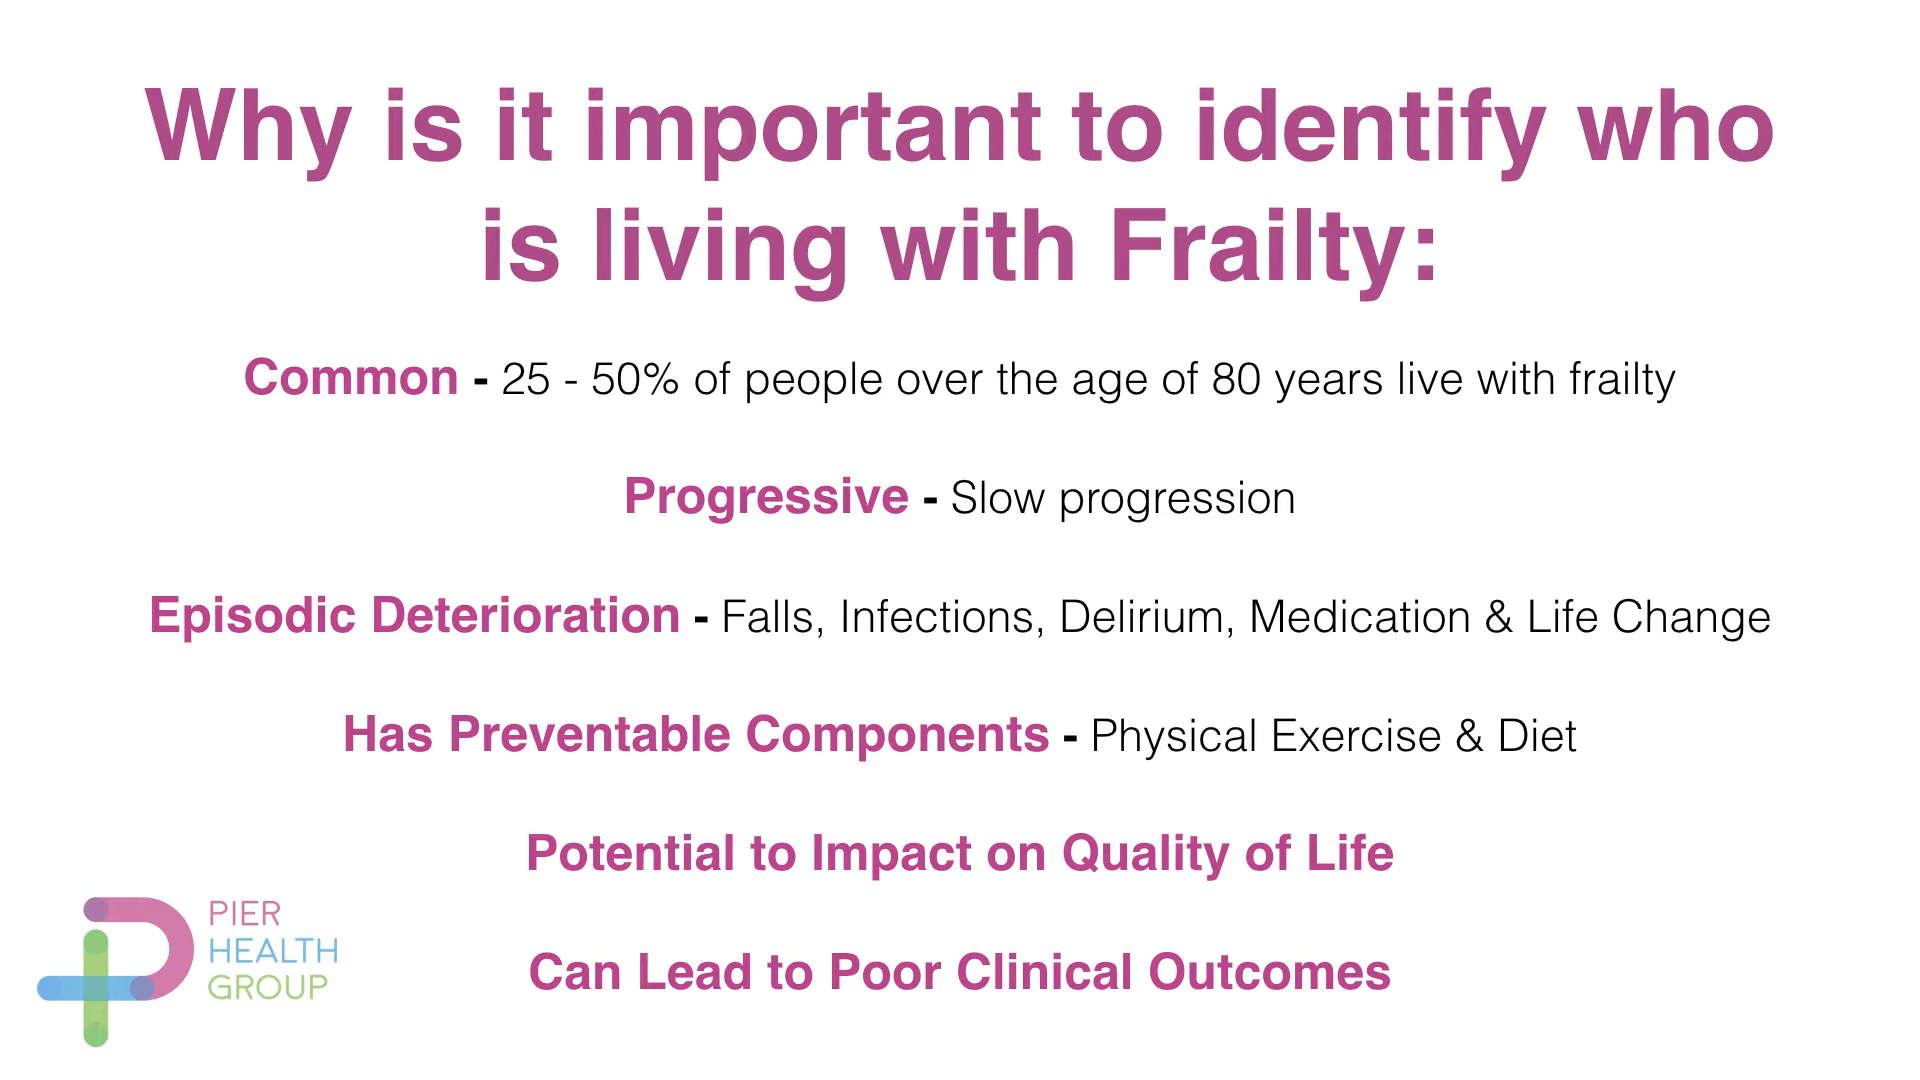 Why is it important to identify who
is living with Frailty:
Common - 25 - 50% of people over the age of 80 years live with frailty
Progressive - Slow progression
Episodic Deterioration - Falls, Infections, Delirium, Medication & Life Change
Has Preventable Components - Physical Exercise & Diet
Potential to Impact on Quality of Life
Can Lead to Poor Clinical Outcomes
PIER
HEALTH
GROUP